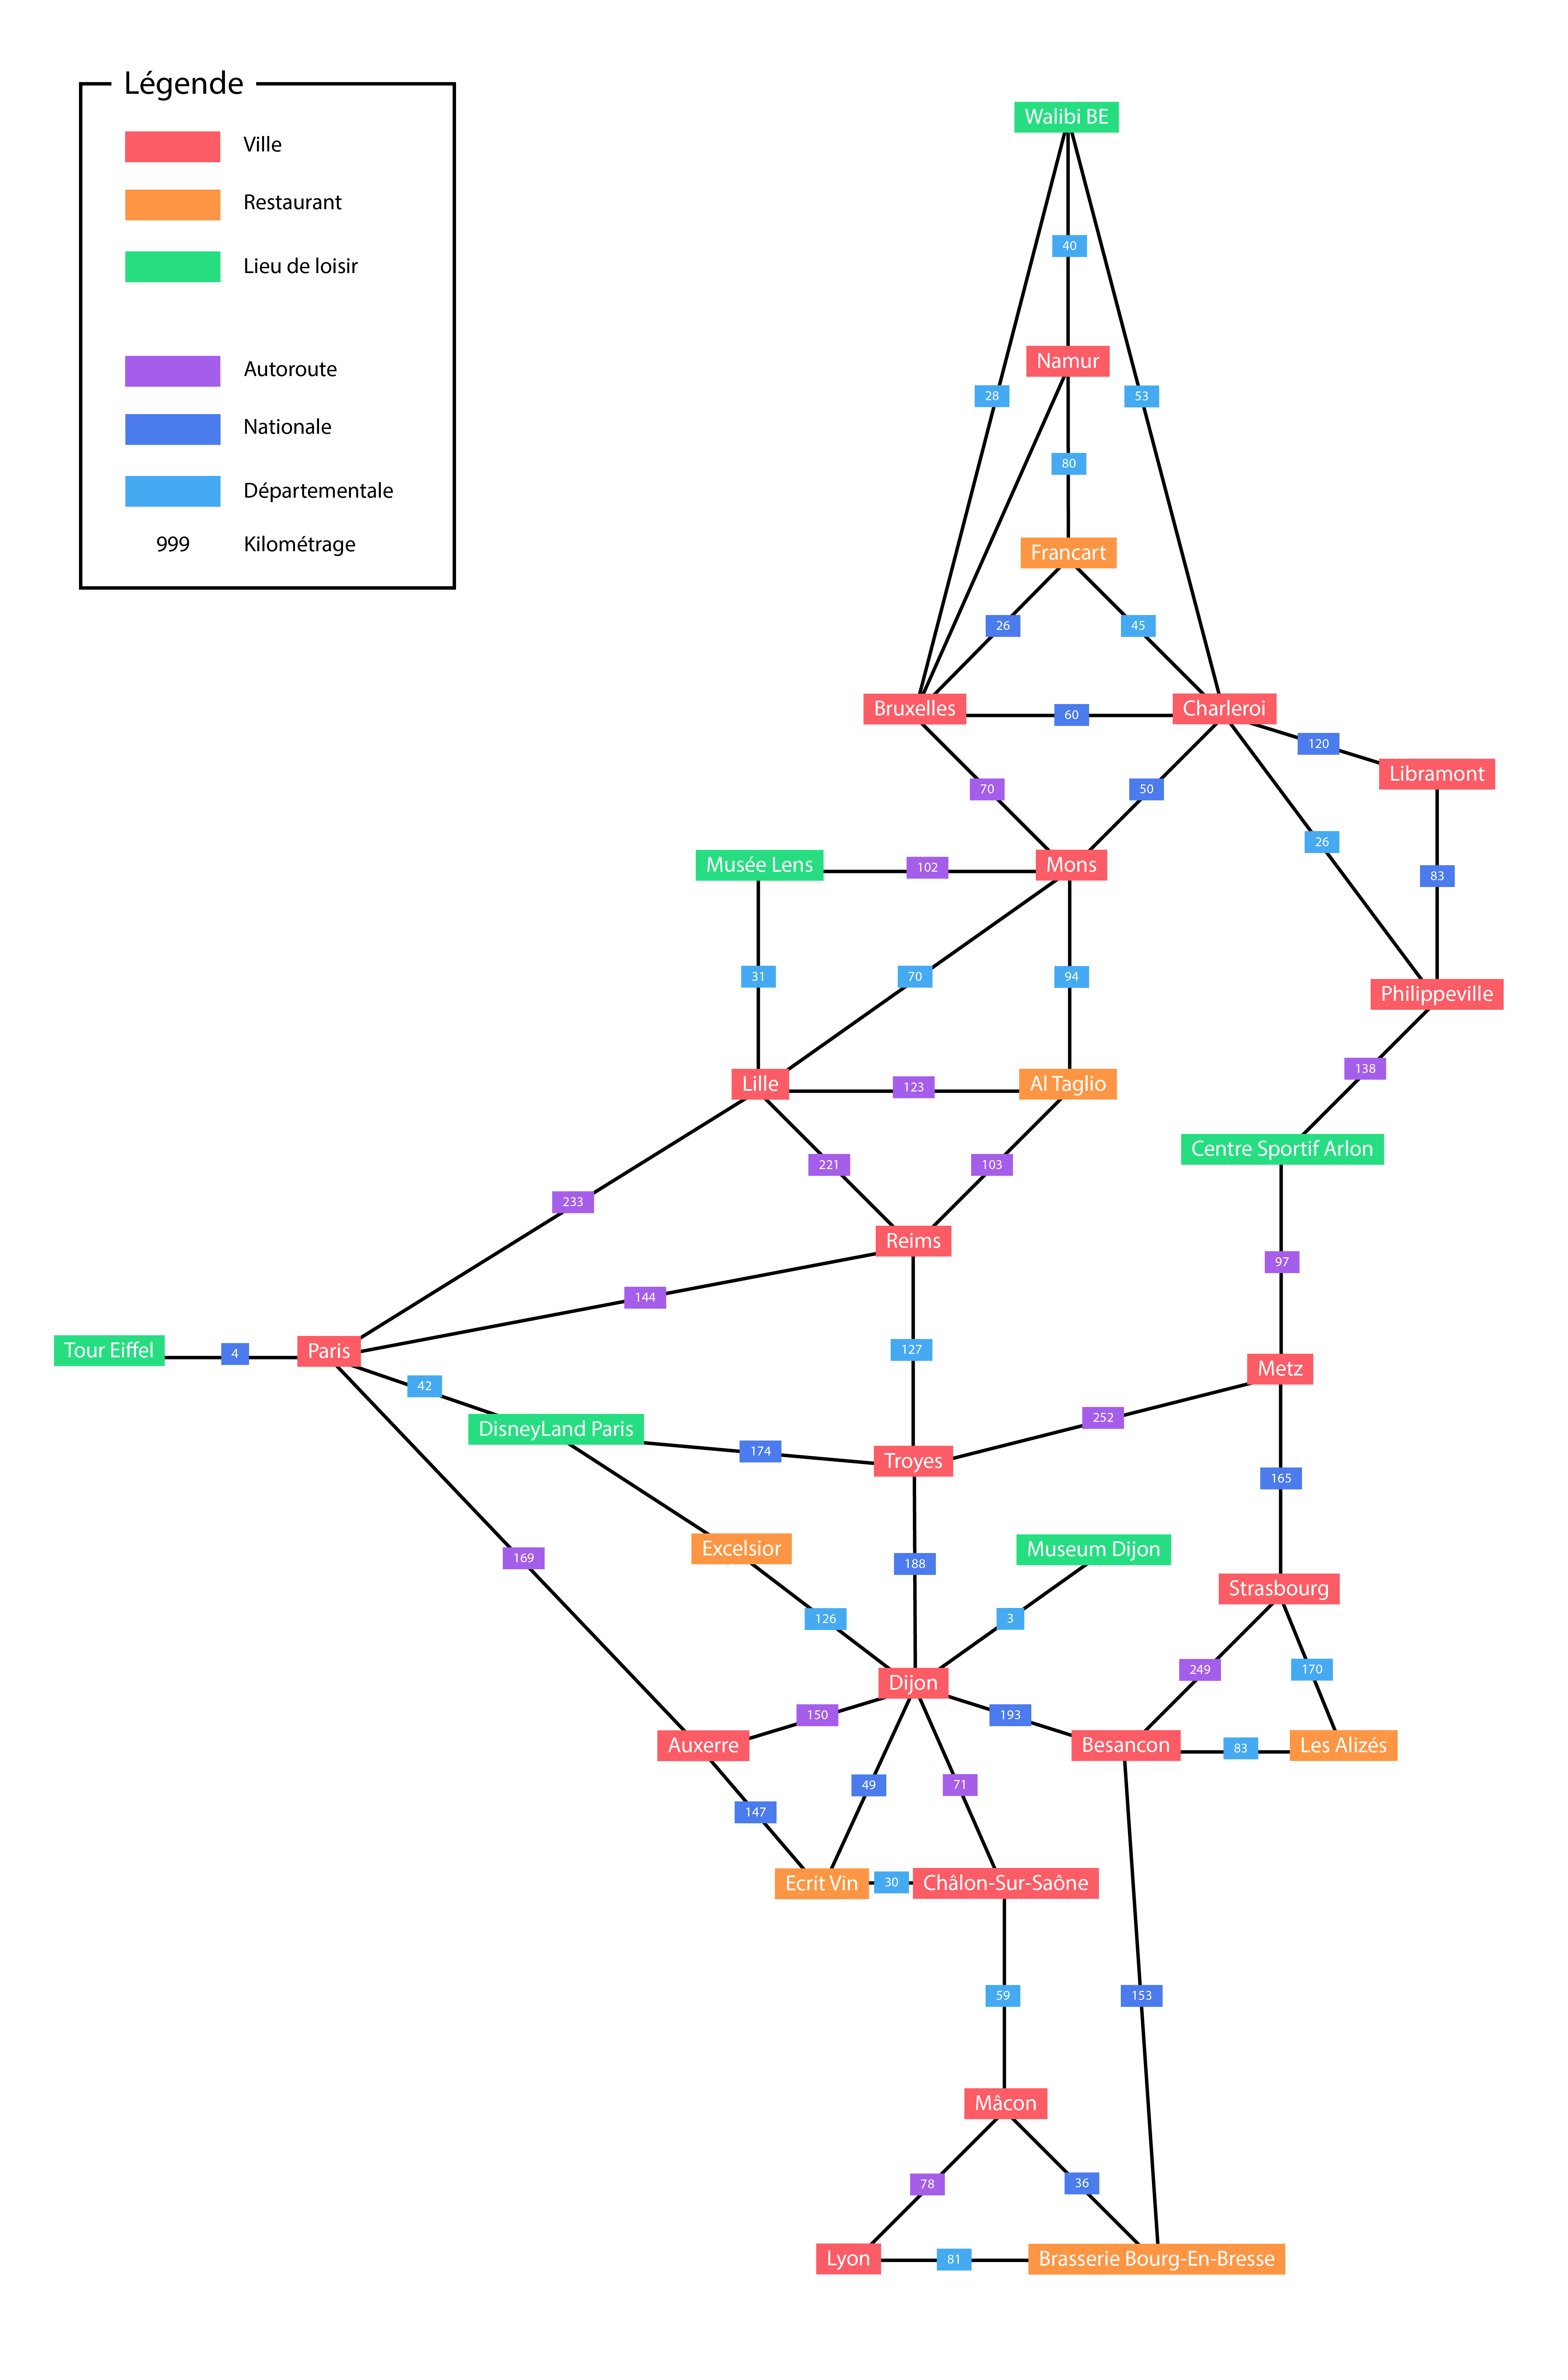 Légende
Ville
Restaurant
Lieu de loisir
Autoroute
Nationale
Départementale
999 Kilométrage
Walibi BE
40
Namur
28
53
80
Francart
26
45
Bruxelles
60
Charleroi
120
Libramont
70
50
26
Musée Lens
102
Mons
83
31
70
94
Philippeville
138
Lille
123
Al Taglio
Centre Sportif Arlon
221
103
233
Reims
97
144
Tour Eiffel
4
Paris
127
Metz
42
DisneyLand Paris
252
174
Troyes
165
Excelsior
Museum Dijon
169
188
Strasbourg
126
3
249
170
Dijon
150
193
Auxerre
Besancon
83
Les Alizés
49
71
147
Ecrit Vin
30
Châlon-Sur-Saône
59
153
Mâcon
78
36
Lyon
81
Brasserie Bourg-En-Bresse